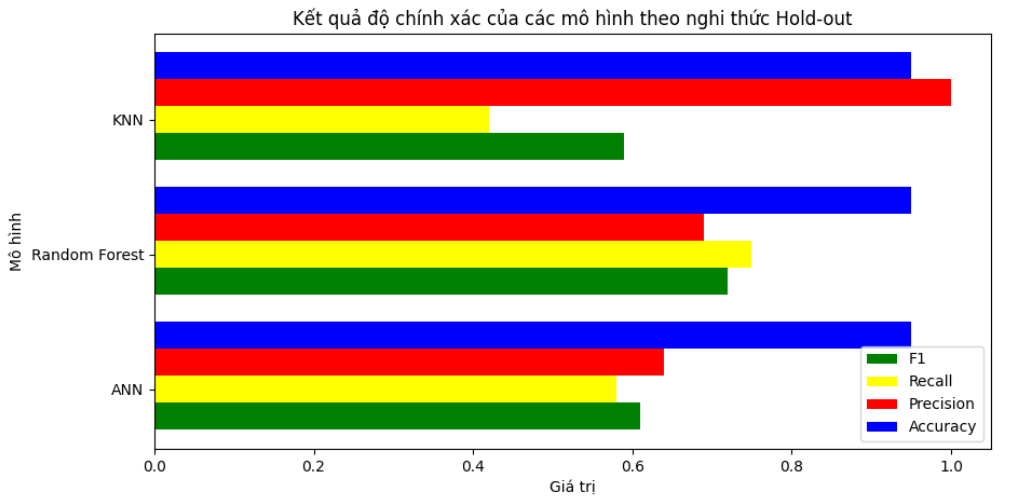 Kết quả độ chính xác của các mô hình theo nghi thức Hold-out
Mô hình
KNN
Random Forest
ANN
F1
Recall
Precision
Accuracy
0.0 0.2 0.4 0.6 0.8 1.0
Giá trị